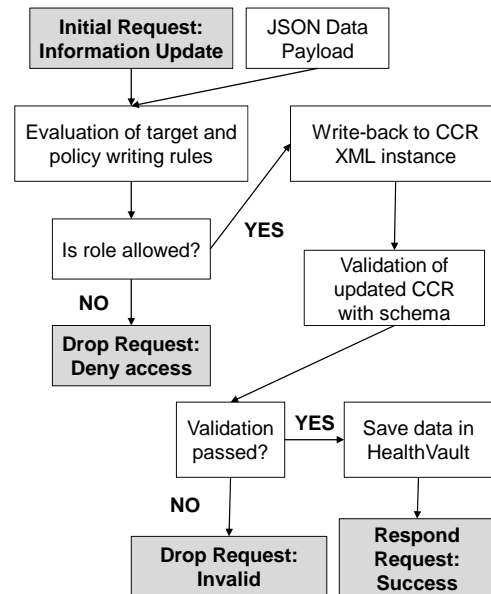 Initial Request:
Information Update
JSON Data
Payload
Evaluation of target and
policy writing rules
Write-back to CCR
XML instance
Is role allowed?
YES
NO
Validation of
updated CCR
with schema
Drop Request:
Deny access
Validation
passed?
YES
Save data in
HealthVault
NO
Drop Request:
Invalid
Respond
Request:
Success